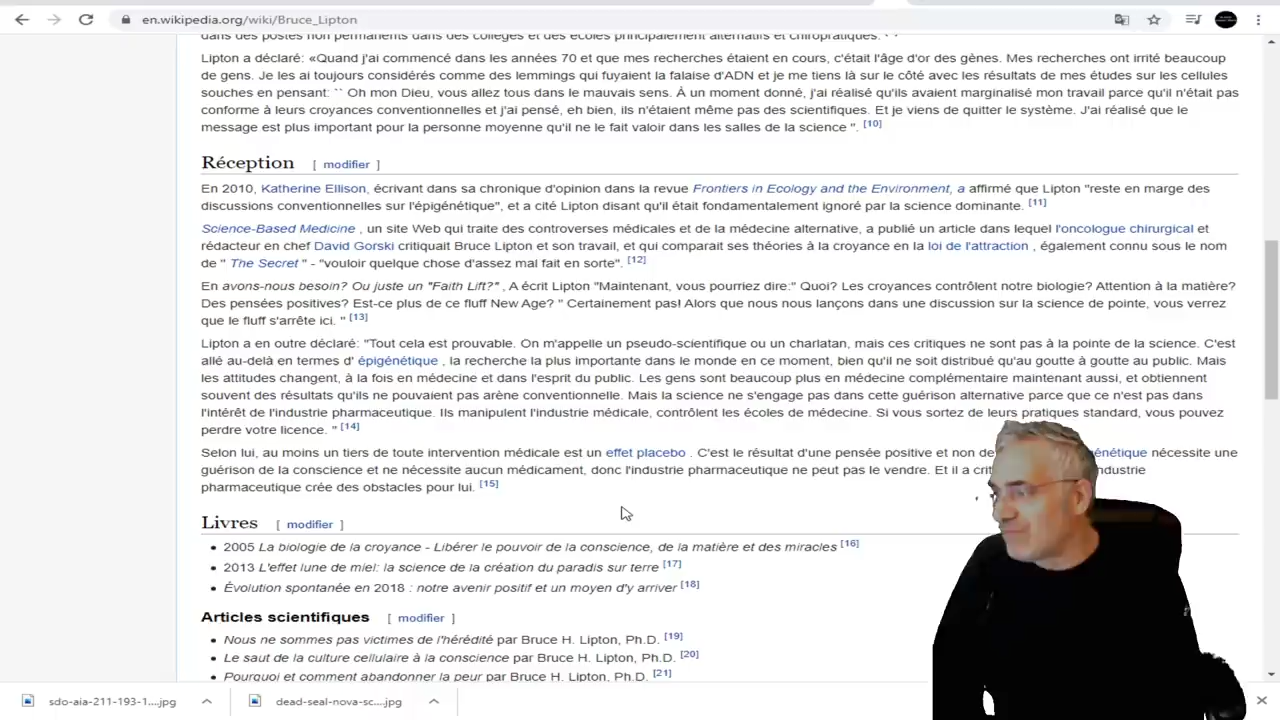 en.wikipedia.org/wiki/Bruce_Lipton
dans des postes non permanents dans des collèges et des écoles principalement alternatifs et chiropratiques.
Lipton a déclaré: «Quand j'ai commencé dans les années 70 et que mes recherches étaient en cours, c'était l'âge d'or des gènes. Mes recherches ont irrité beaucoup
de gens. Je les ai toujours considérés comme des lemmings qui fuyaient la falaise d'ADN et je me tiens là sur le côté avec les résultats de mes études sur les cellules
souches en pensant: `` Oh mon Dieu, vous allez tous dans le mauvais sens. À un moment donné, j'ai réalisé qu'ils avaient marginalisé mon travail parce qu'il n'était pas
conforme à leurs croyances conventionnelles et j'ai pensé, eh bien, ils n'étaient même pas des scientifiques. Et je viens de quitter le système. J'ai réalisé que le
message est plus important pour la personne moyenne qu'il ne le fait valoir dans les salles de la science ". [10]
Réception [ modifier ]
En 2010, Katherine Ellison, écrivant dans sa chronique d'opinion dans la revue Frontiers in Ecology and the Environment, a affirmé que Lipton "reste en marge des
discussions conventionnelles sur l'épigénétique", et a cité Lipton disant qu'il était fondamentalement ignoré par la science dominante. [11]
Science-Based Medicine , un site Web qui traite des controverses médicales et de la médecine alternative, a publié un article dans lequel l'oncologue chirurgical et
rédacteur en chef David Gorski critiquait Bruce Lipton et son travail, et qui comparait ses théories à la croyance en la loi de l'attraction , également connu sous le nom
de " The Secret " - "vouloir quelque chose d'assez mal fait en sorte". [12]
En avons-nous besoin? Ou juste un "Faith Lift?" , A écrit Lipton "Maintenant, vous pourriez dire:" Quoi? Les croyances contrôlent notre biologie? Attention à la matière?
Des pensées positives? Est-ce plus de ce fluff New Age? " Certainement pas! Alors que nous nous lançons dans une discussion sur la science de pointe, vous verrez
que le fluff s'arrête ici. " [13]
Lipton a en outre déclaré: "Tout cela est prouvable. On m'appelle un pseudo-scientifique ou un charlatan, mais ces critiques ne sont pas à la pointe de la science. C'est
allé au-delà en termes d' épigénétique , la recherche la plus importante dans le monde en ce moment, bien qu'il ne soit distribué qu'au goutte à goutte au public. Mais
les attitudes changent, à la fois en médecine et dans l'esprit du public. Les gens sont beaucoup plus en médecine complémentaire maintenant aussi, et obtiennent
souvent des résultats qu'ils ne pouvaient pas arène conventionnelle. Mais la science ne s'engage pas dans cette guérison alternative parce que ce n'est pas dans
l'intérêt de l'industrie pharmaceutique. Ils manipulent l'industrie médicale, contrôlent les écoles de médecine. Si vous sortez de leurs pratiques standard, vous pouvez
perdre votre licence. " [14]
Selon lui, au moins un tiers de toute intervention médicale est un effet placebo . C'est le résultat d'une pensée positive et non nécessite une
guérison de la conscience et ne nécessite aucun médicament, donc l'industrie pharmaceutique ne peut pas le vendre. Et il a
pharmaceutique crée des obstacles pour lui. [15]
Livres [ modifier ]
2005 La biologie de la croyance - Libérer le pouvoir de la conscience, de la matière et des miracles [16]
2013 L'effet lune de miel: la science de la création du paradis sur terre [17]
Évolution spontanée en 2018 : notre avenir positif et un moyen d'y arriver [18]
Articles scientifiques [ modifier ]
Nous ne sommes pas victimes de l'hérédité par Bruce H. Lipton, Ph.D. [19]
Le saut de la culture cellulaire à la conscience par Bruce H. Lipton, Ph.D. [20]
Pourquoi et comment abandonner la peur par Bruce H. Lipton, Ph.D. [21]
sdo-aia-211-193-1....jpg dead-seal-nova-sc....jpg